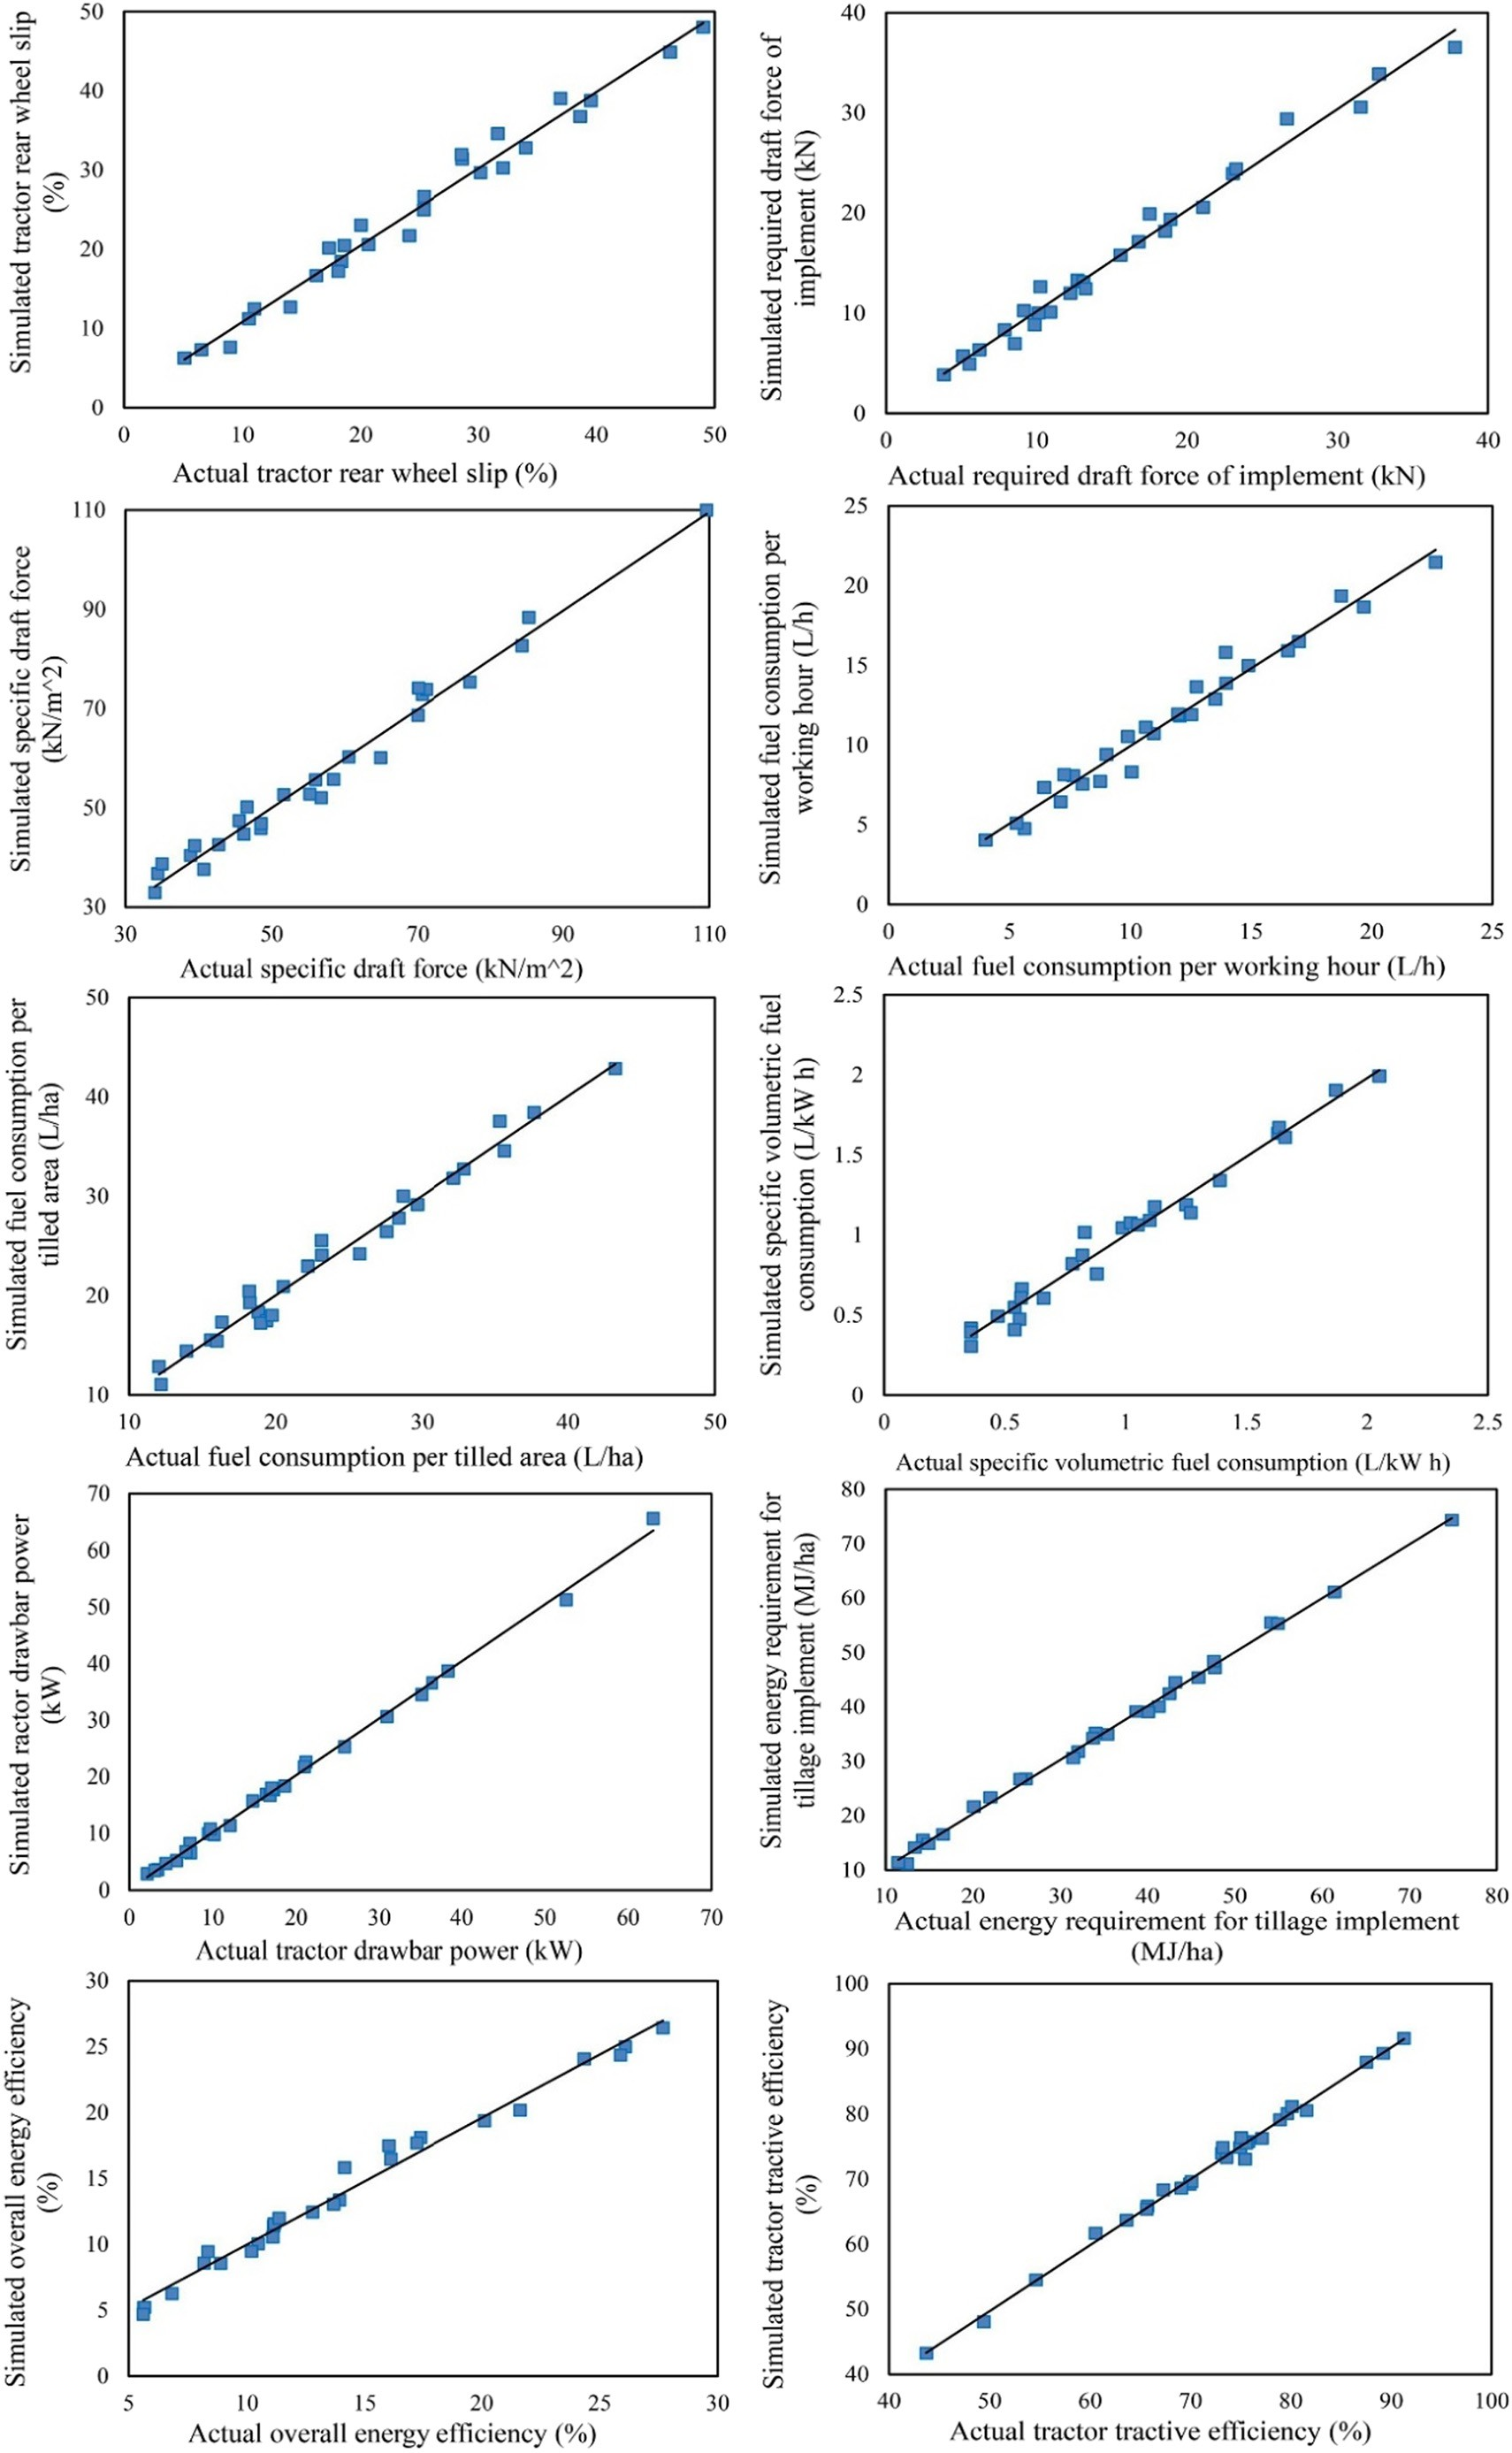 Simulated tractor rear wheel slip
(%)
50
40
30
20
10
0
0 10 20 30 40 50
Actual tractor rear wheel slip (%)
Simulated required draft force of
implement (kN)
40
30
20
10
0
0 10 20 30 40
Actual required draft force of implement (kN)
Simulated specific draft force
(kN/m^2)
110
90
70
50
30
30 50 70 90 110
Actual specific draft force (kN/m^2)
Simulated fuel consumption per
working hour (L/h)
25
20
15
10
5
0
0 5 10 15 20 25
Actual fuel consumption per working hour (L/h)
Simulated fuel consumption per
tilled area (L/ha)
50
40
30
20
10
10 20 30 40 50
Actual fuel consumption per tilled area (L/ha)
Simulated specific volumetric fuel
consumption (L/kW h)
2.5
2
1.5
1
0.5
0
0 0.5 1 1.5 2 2.5
Actual specific volumetric fuel consumption (L/kW h)
Simulated ractor drawbar power
(kW)
70
60
50
40
30
20
10
0
0 10 20 30 40 50 60 70
Actual tractor drawbar power (kW)
Simulated energy requirement for
tillage implement (MJ/ha)
80
70
60
50
40
30
20
10
10 20 30 40 50 60 70 80
Actual energy requirement for tillage implement
(MJ/ha)
Simulated overall energy efficiency
(%)
30
25
20
15
10
5
0
5 10 15 20 25 30
Actual overall energy efficiency (%)
Simulated tractor tractive efficiency
(%)
100
90
80
70
60
50
40
40 50 60 70 80 90 100
Actual tractor tractive efficiency (%)